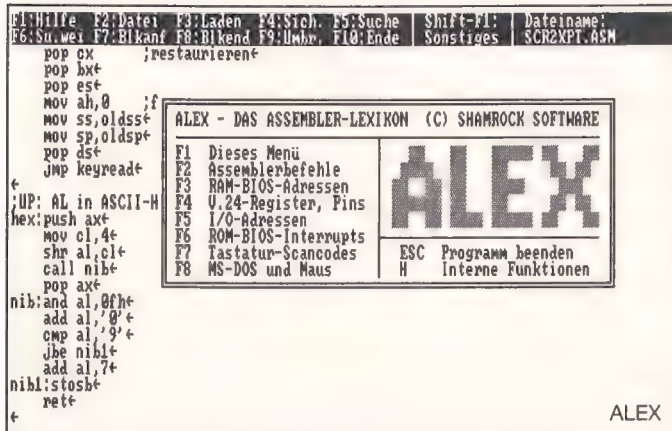 F1:Hilfe F2:Datei F3:Laden F4:Sich. F5:Suche | Shift-F1: | Dateiname:
F6:Su.wei F7:Blkanf F8:Blkend F9:Umbr. F10:Ende | Sonstiges | SCR2XPT.ASM
pop cx ;restaurieren←
pop bx←
pop es←
mov ah,0 ;f
mov ss,oldss←
mov sp,oldsp←
pop ds←
jmp keyread←
←
;UP: AL in ASCII-H
hex:push ax←
mov cl,4←
shr al,cl←
call nib←
pop ax←
nib:and al,0fh←
add al,'0'←
cmp al,'9'←
jbe nib1←
add al,7←
nib1:stosb←
ret←
←
ALEX - DAS ASSEMBLER-LEXIKON (C) SHAMROCK SOFTWARE
F1 Dieses Menü
F2 Assemblerbefehle
F3 RAM-BIOS-Adressen
F4 V.24-Register, Pins
F5 I/O-Adressen
F6 ROM-BIOS-Interrupts
F7 Tastatur-Scancodes
F8 MS-DOS und Maus
ALEX
ESC Programm beenden
H Interne Funktionen
ALEX